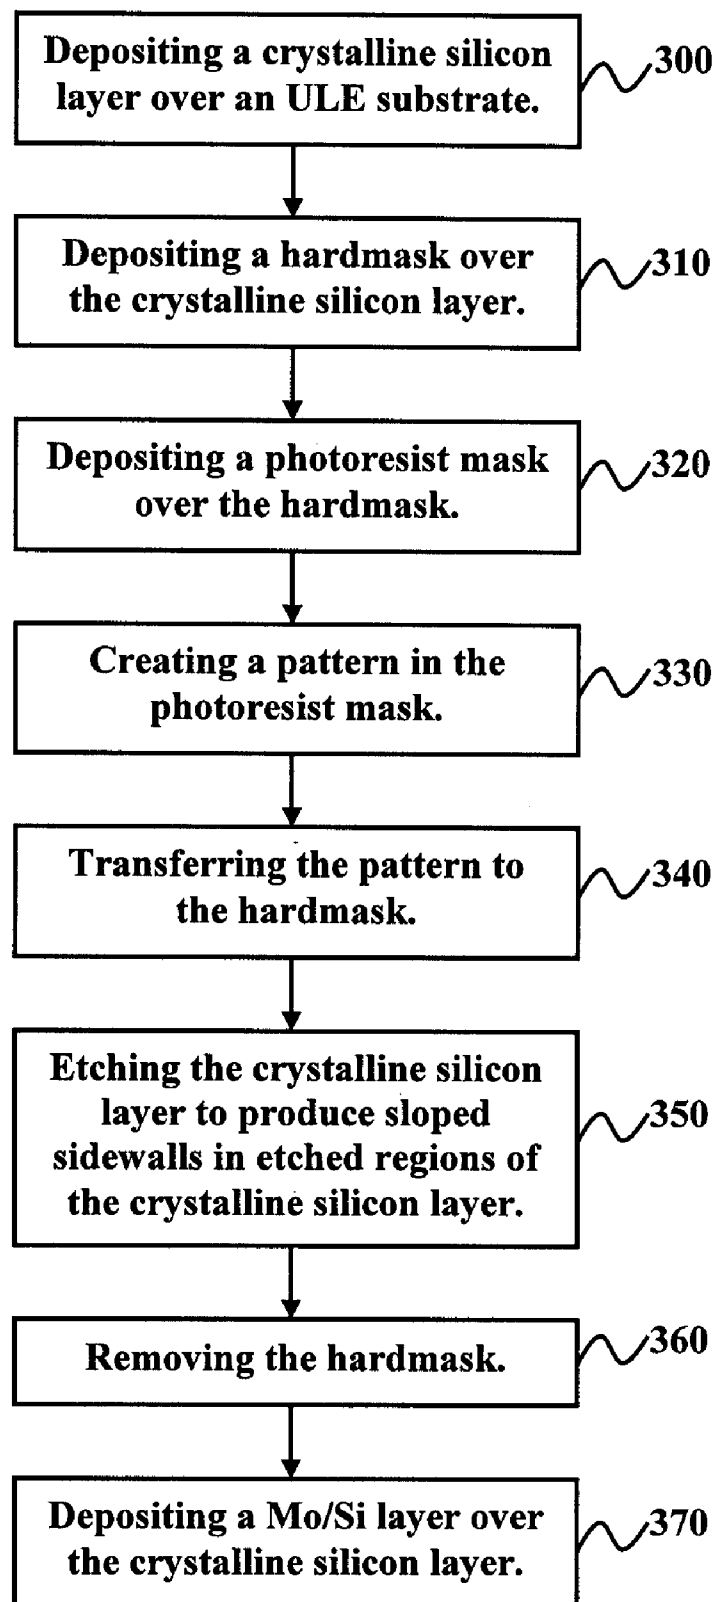 Depositing a crystalline silicon
layer over an ULE substrate.
300
Depositing a hardmask over
the crystalline silicon layer.
310
Depositing a photoresist mask
over the hardmask.
320
Creating a pattern in the
photoresist mask.
330
Transferring the pattern to
the hardmask.
340
Etching the crystalline silicon
layer to produce sloped
sidewalls in etched regions of
the crystalline silicon layer.
350
Removing the hardmask.
360
Depositing a Mo/Si layer over
the crystalline silicon layer.
370